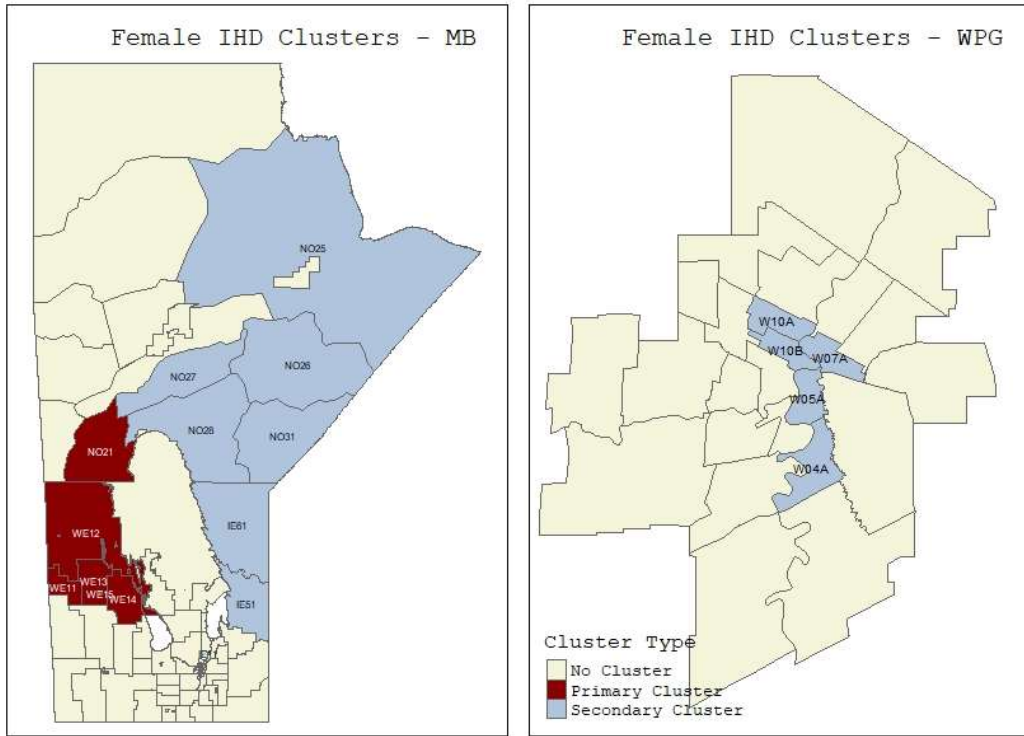 Female IHD Clusters - MB
NO25
NO26
NO27
NO28
NO31
NO21
WE12
IE61
WE13
WE11
WE15
WE14
IE51
Female IHD Clusters - WPG
W10A
W10B
W07A
W05A
W04A
Cluster Type
No Cluster
Primary Cluster
Secondary Cluster